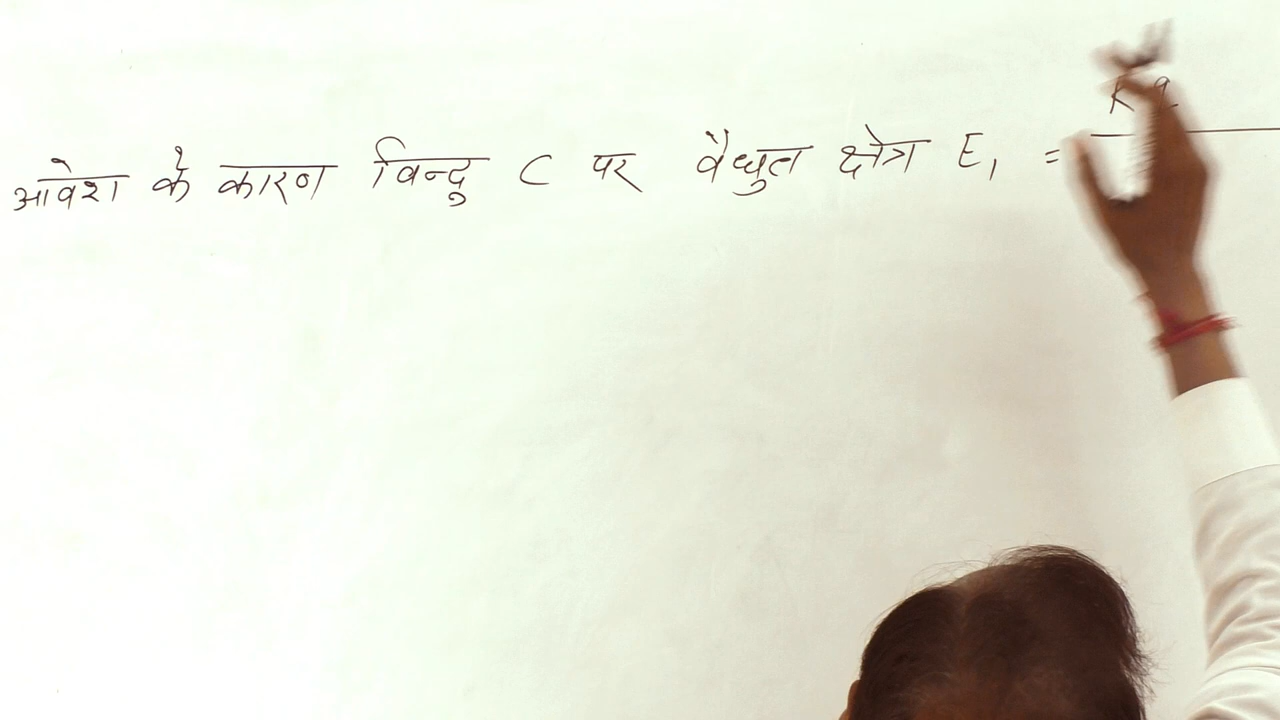 आवेश के कारण विन्दु C पर वैधुत क्षेत्र E₁ = K q